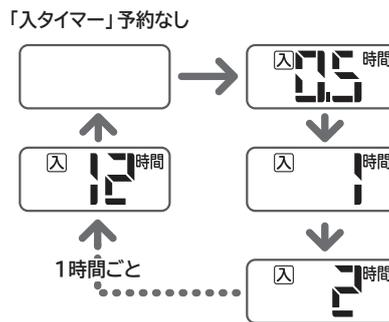 「入タイマー」予約なし
入 0.5 時間
入 12 時間
入 1 時間
1時間ごと
入 2 時間